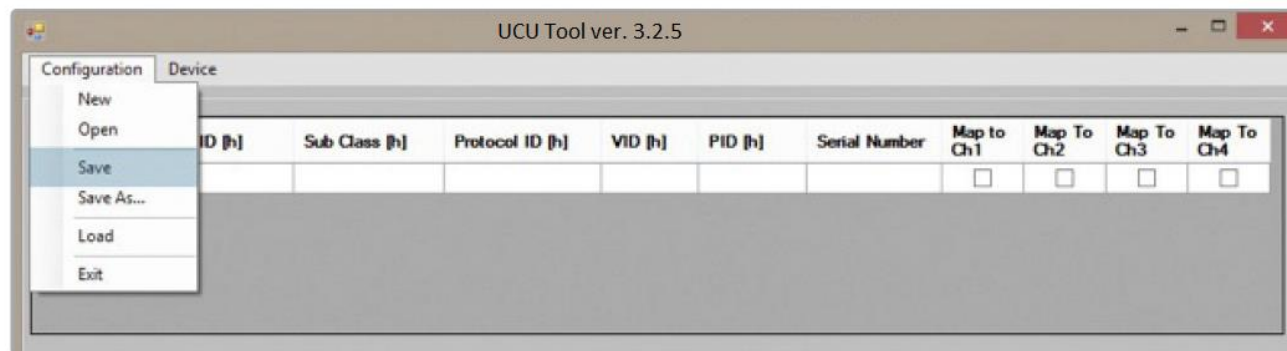 UCU Tool ver. 3.2.5
Configuration Device
New
Open
Save
Save As...
Load
Exit
ID [h] Sub Class [h] Protocol ID [h] VID [h] PID [h] Serial Number Map to Ch1 Map To Ch2 Map To Ch3 Map To Ch4